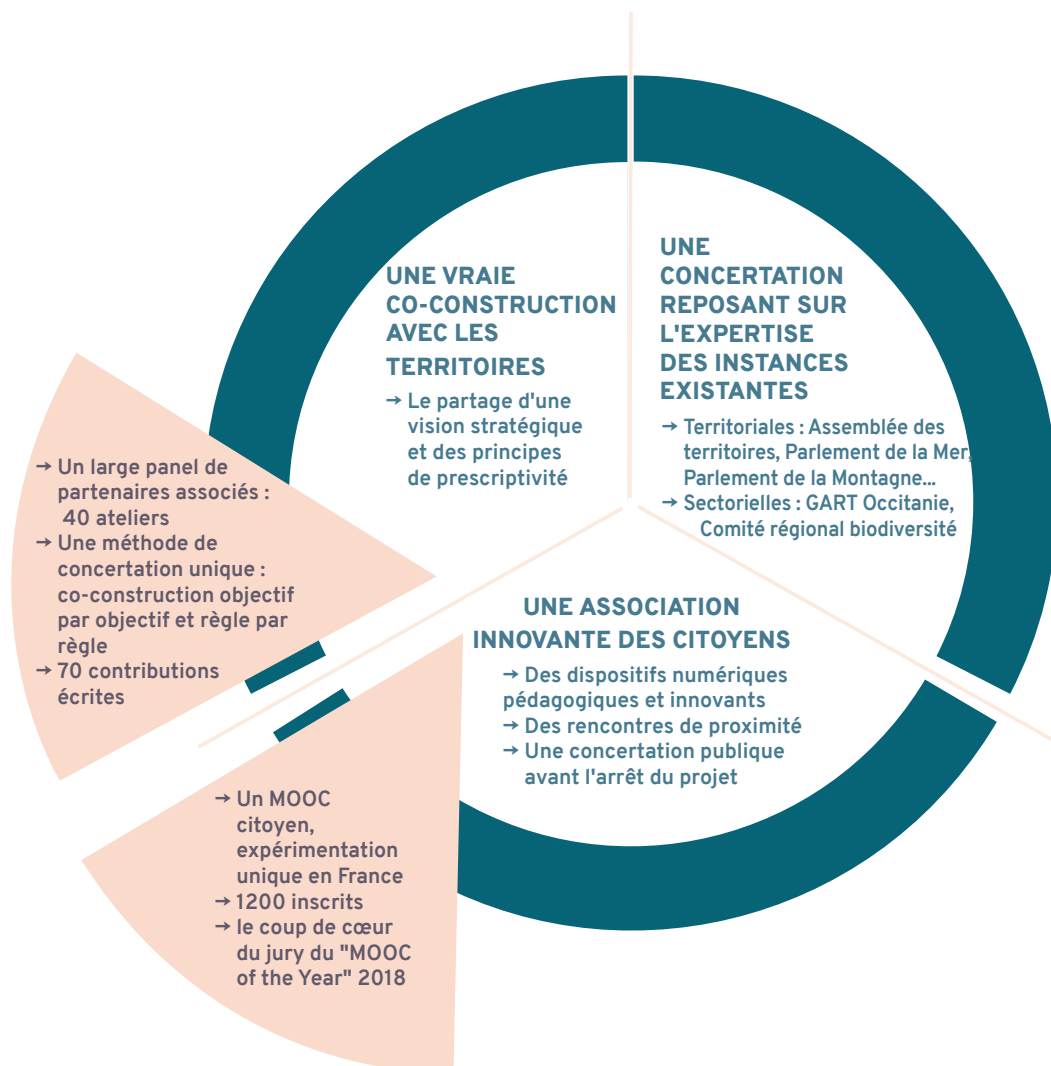 UNE VRAIE
CO-CONSTRUCTION
AVEC LES
TERRITOIRES
→ Le partage d'une
vision stratégique
et des principes
de prescriptivité
UNE
CONCERTATION
REPOSANT SUR
L'EXPERTISE
DES INSTANCES
EXISTANTES
→ Territoriales : Assemblée des
territoires, Parlement de la Mer,
Parlement de la Montagne...
→ Sectorielles : GART Occitanie,
Comité régional biodiversité
→ Un large panel de
partenaires associés :
40 ateliers
→ Une méthode de
concertation unique :
co-construction objectif
par objectif et règle par
règle
→ 70 contributions
écrites
UNE ASSOCIATION
INNOVANTE DES CITOYENS
→ Des dispositifs numériques
pédagogiques et innovants
→ Des rencontres de proximité
→ Une concertation publique
avant l'arrêt du projet
→ Un MOOC
citoyen,
expérimentation
unique en France
→ 1200 inscrits
→ le coup de cœur
du jury du "MOOC
of the Year" 2018